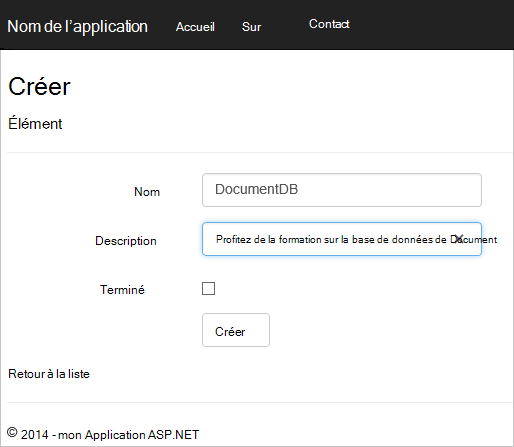 Nom de l'application Accueil Sur Contact
Créer
Élément
Nom DocumentDB
Description Profitez de la formation sur la base de données de Document
Terminé
Créer
Retour à la liste
© 2014 - mon Application ASP.NET